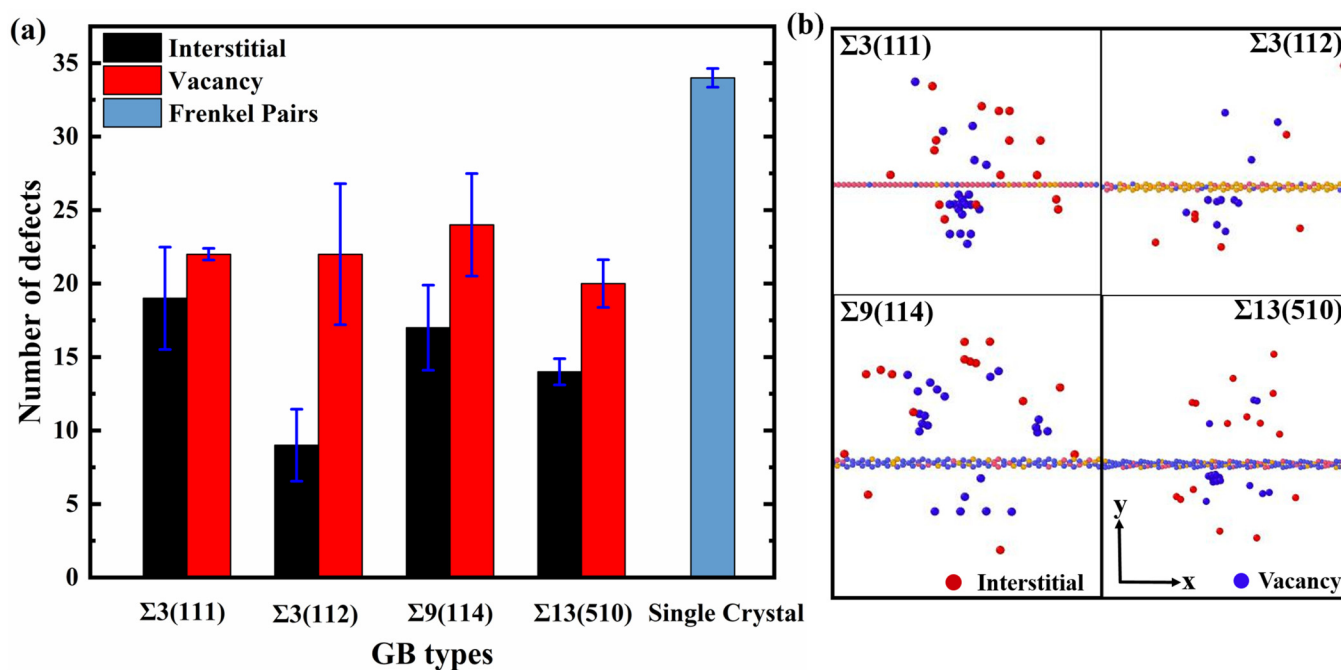 (a)
Interstitial
Vacancy
Frenkel Pairs
Number of defects
35
30
25
20
15
10
5
0
Σ3(111)
Σ3(112)
Σ9(114)
Σ13(510)
Single Crystal
GB types
(b)
Σ3(111)
Σ3(112)
Σ9(114)
Σ13(510)
y
x
Interstitial
Vacancy